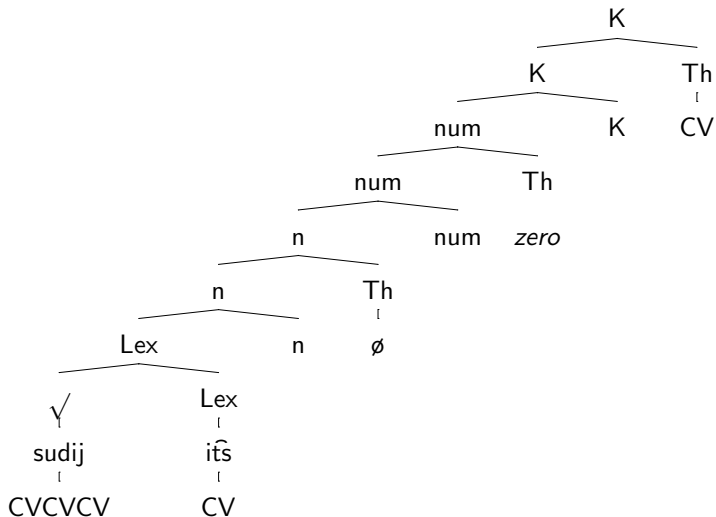 K
K Th
num K CV
num Th
n num zero
n Th
Lex n ø
√ Lex
sudij it͡s
CVCVCV CV